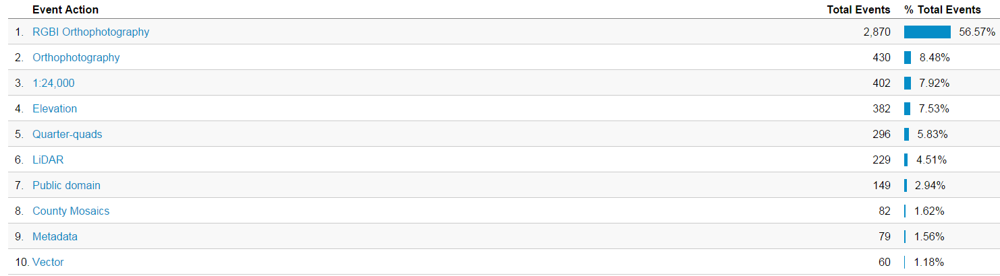 Event Action Total Events % Total Events
1. RGBI Orthophotography 2,870 56.57%
2. Orthophotography 430 8.48%
3. 1:24,000 402 7.92%
4. Elevation 382 7.53%
5. Quarter-quads 296 5.83%
6. LiDAR 229 4.51%
7. Public domain 149 2.94%
8. County Mosaics 82 1.62%
9. Metadata 79 1.56%
10. Vector 60 1.18%